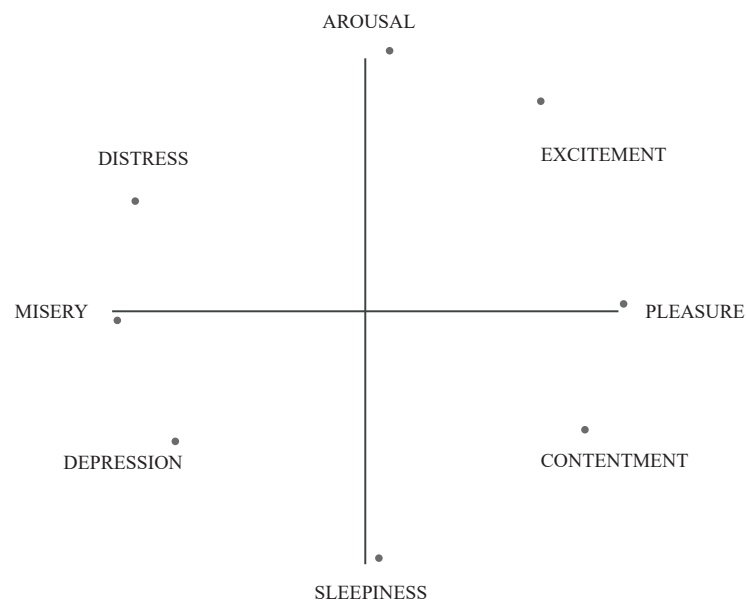 AROUSAL
EXCITEMENT
DISTRESS
MISERY
PLEASURE
DEPRESSION
CONTENTMENT
SLEEPINESS